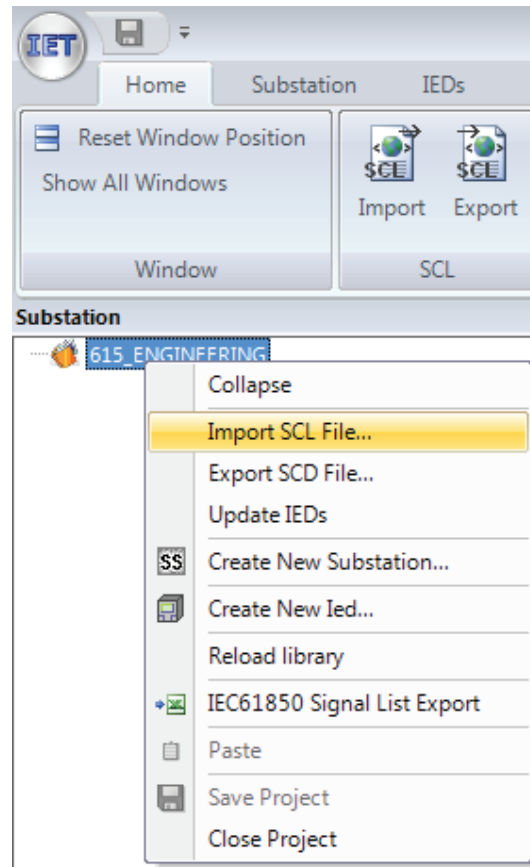 IET
Home Substation IEDs
Reset Window Position
Show All Windows
SCL SCL
Import Export
Window SCL
Substation
615_ENGINEERING
Collapse
Import SCL File...
Export SCD File...
Update IEDs
SS Create New Substation...
Create New Ied...
Reload library
IEC61850 Signal List Export
Paste
Save Project
Close Project